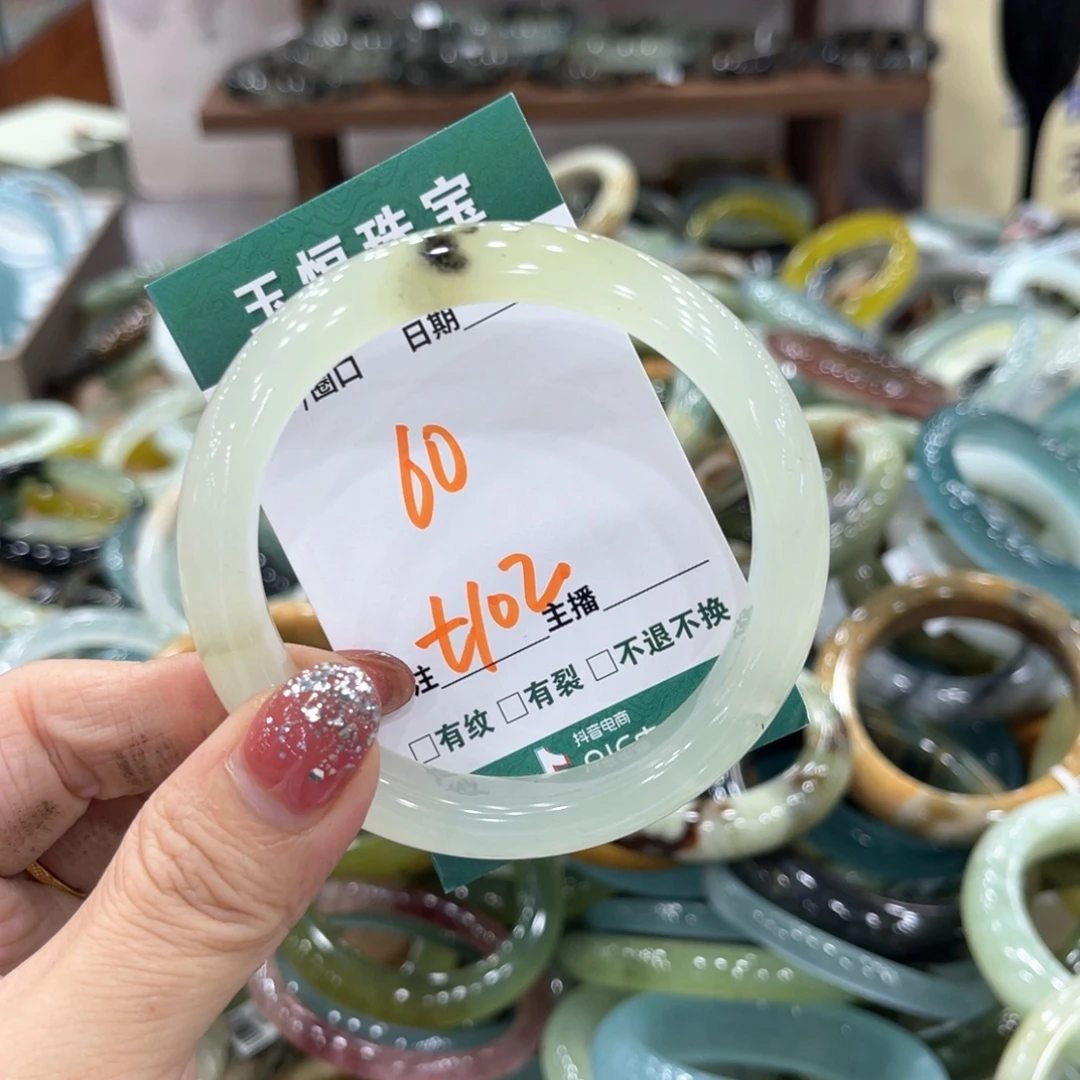 玉恒珠宝
日期
圈口
60
t102
注 主播
□有纹 □有裂 □不退不换
抖音电商